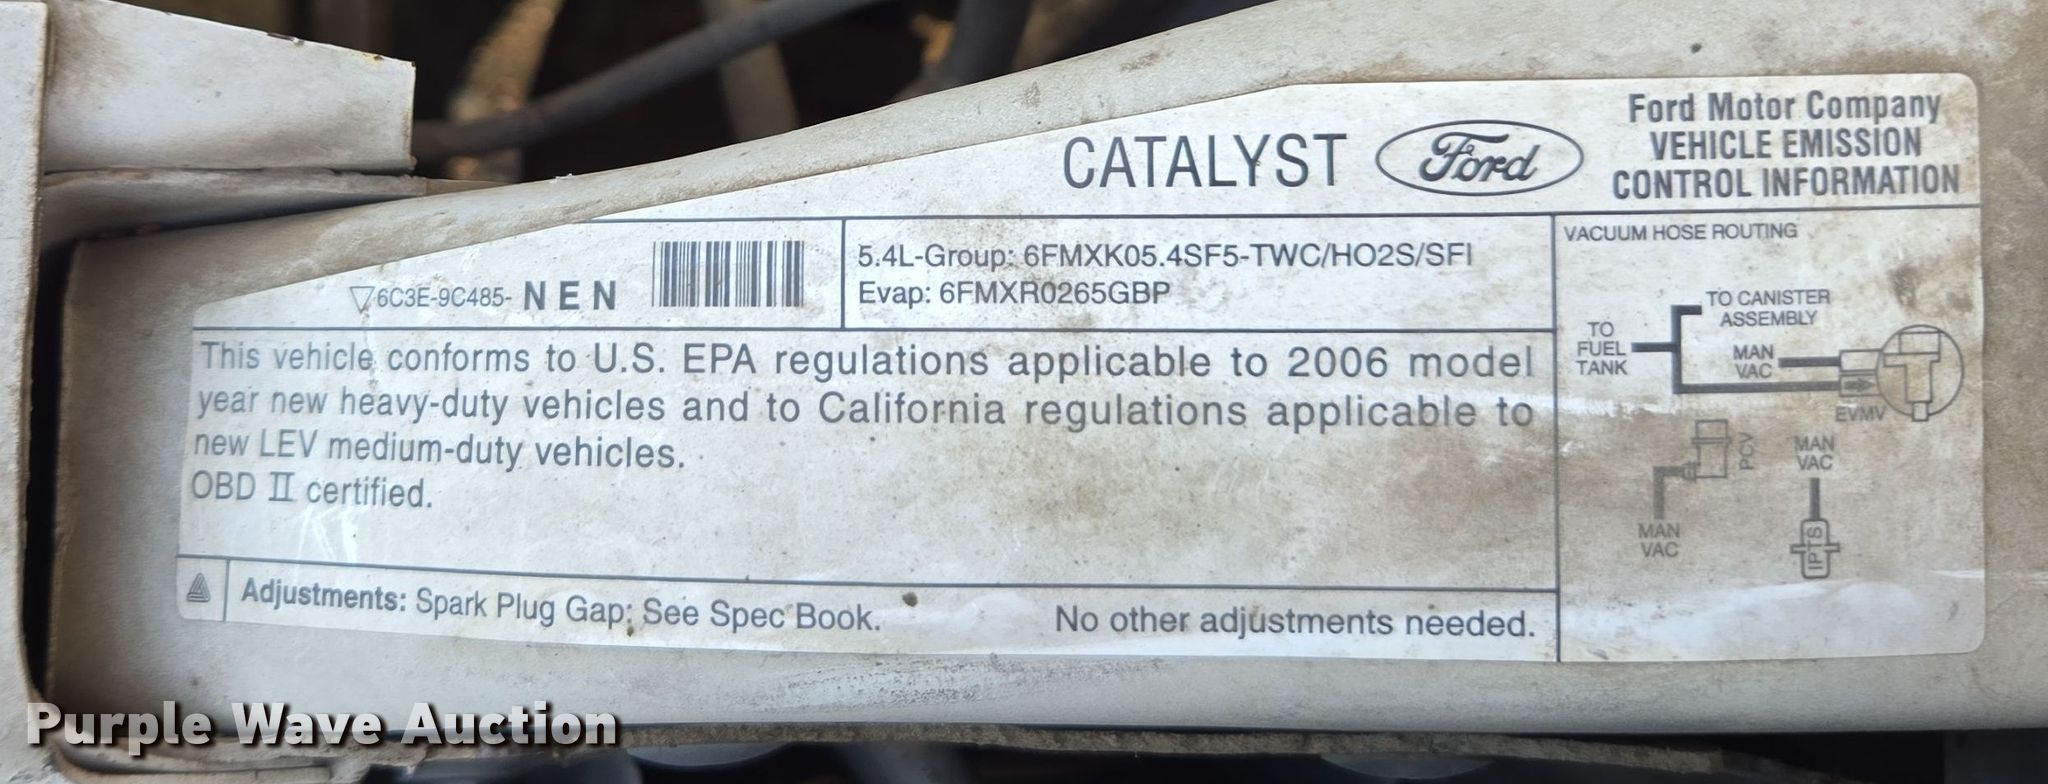 CATALYST
Ford
Ford Motor Company
VEHICLE EMISSION
CONTROL INFORMATION
6C3E-9C485- NEN
5.4L-Group: 6FMXK05.4SF5-TWC/HO2S/SFI
Evap: 6FMXR0265GBP
This vehicle conforms to U.S. EPA regulations applicable to 2006 model
year new heavy-duty vehicles and to California regulations applicable to
new LEV medium-duty vehicles.
OBD II certified.
Adjustments: Spark Plug Gap: See Spec Book.
No other adjustments needed.
VACUUM HOSE ROUTING
TO CANISTER
ASSEMBLY
TO
FUEL
TANK
MAN
VAC
EVMV
PCV
MAN
VAC
MAN
VAC
IPTS
Purple Wave Auction